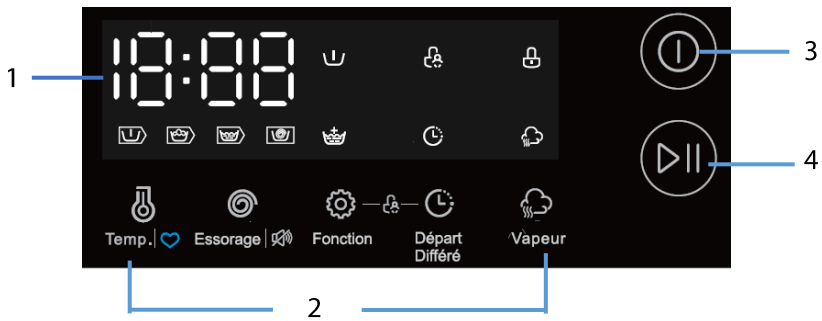 1
18:88
3
4
Temp.
Essorage
Fonction
Départ
Différé
Vapeur
2